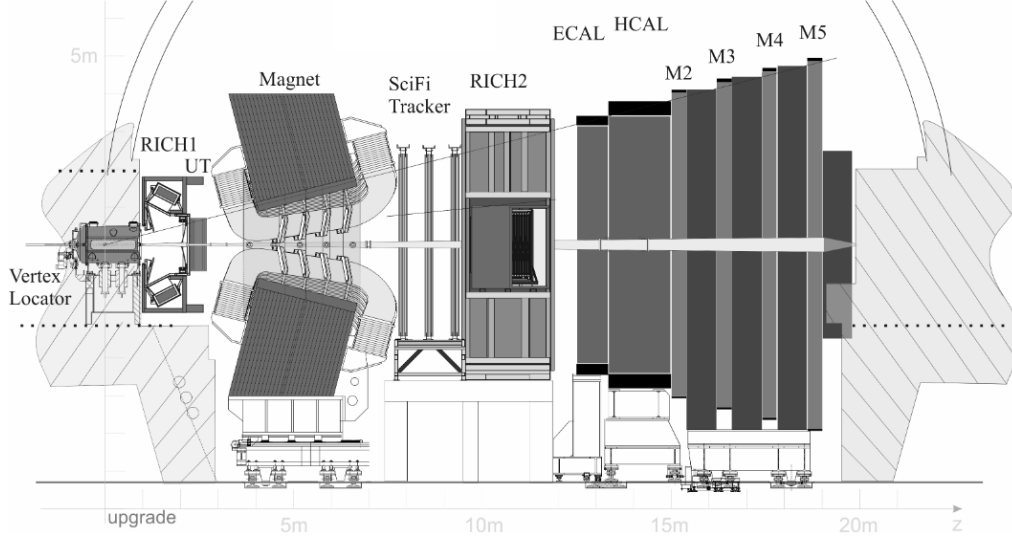 5m
ECAL
HCAL
M5
M4
M3
M2
Magnet
SciFi
Tracker
RICH2
RICH1
UT
Vertex
Locator
upgrade
5m
10m
15m
20m
z